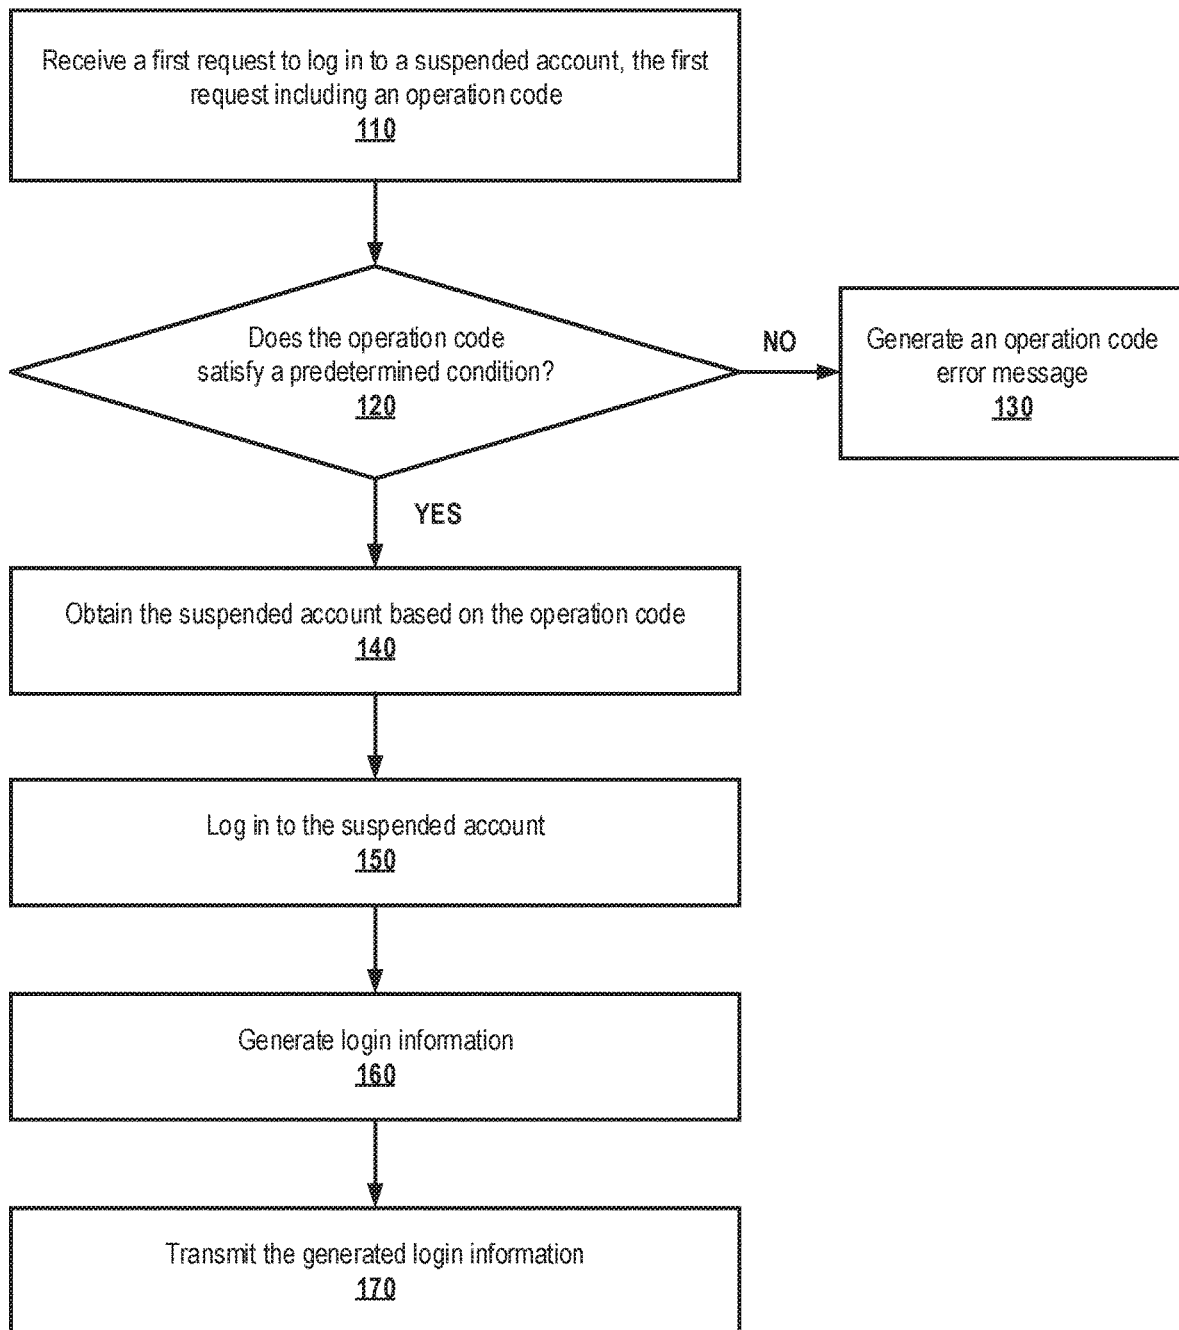 Receive a first request to log in to a suspended account, the first
request including an operation code
110
Does the operation code
satisfy a predetermined condition?
120
NO
Generate an operation code
error message
130
YES
Obtain the suspended account based on the operation code
140
Log in to the suspended account
150
Generate login information
160
Transmit the generated login information
170